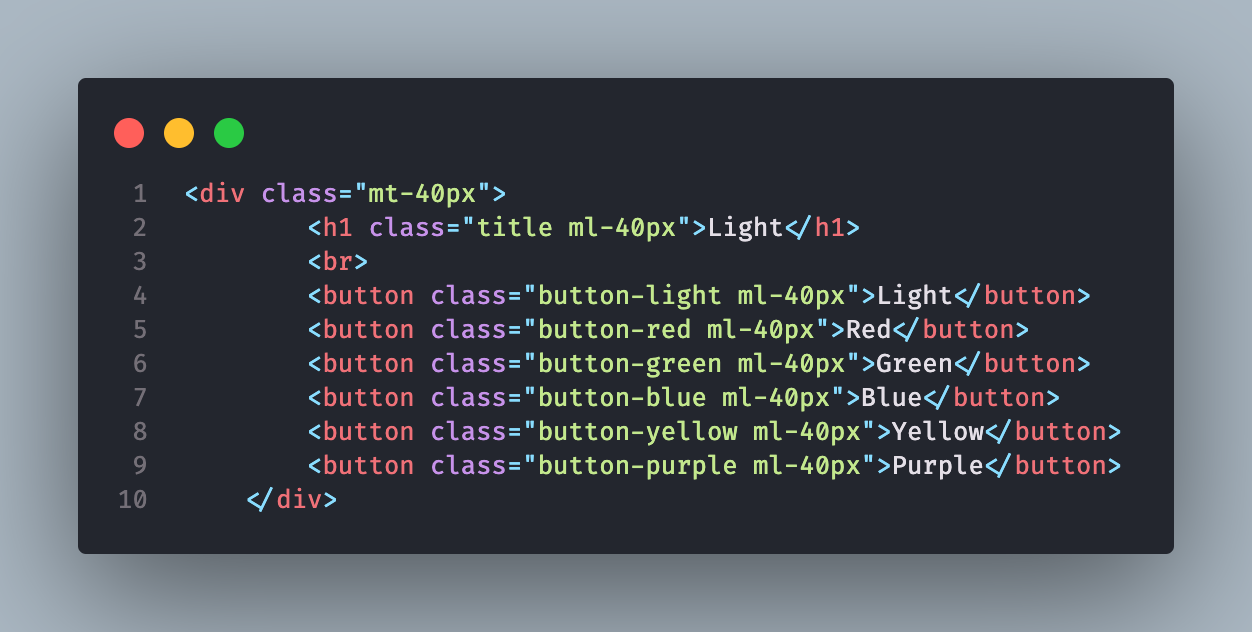 1 <div class="mt-40px">
2 <h1 class="title ml-40px">Light</h1>
3 <br>
4 <button class="button-light ml-40px">Light</button>
5 <button class="button-red ml-40px">Red</button>
6 <button class="button-green ml-40px">Green</button>
7 <button class="button-blue ml-40px">Blue</button>
8 <button class="button-yellow ml-40px">Yellow</button>
9 <button class="button-purple ml-40px">Purple</button>
10 </div>